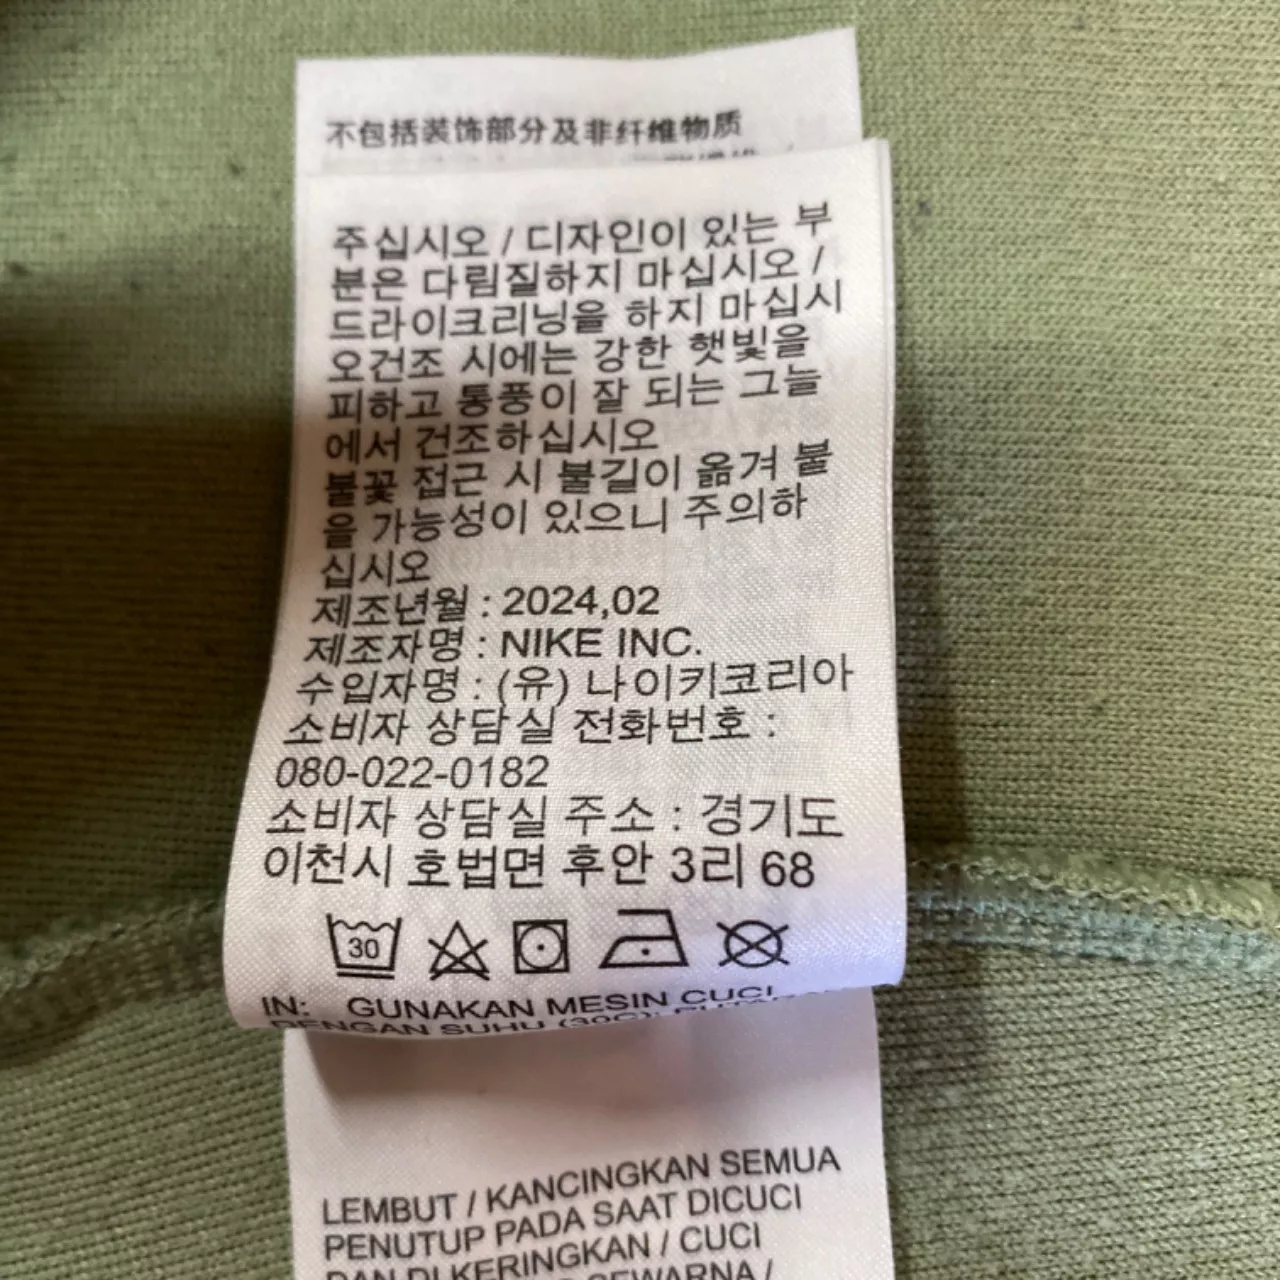 不包括装饰部分及非纤维物质
주십시오 / 디자인이 있는 부
분은 다림질하지 마십시오 /
드라이크리닝을 하지 마십시
오건조 시에는 강한 햇빛을
피하고 통풍이 잘 되는 그늘
에서 건조하십시오
불꽃 접근 시 불길이 옮겨 붙
을 가능성이 있으니 주의하
십시오
제조년월 : 2024,02
제조자명 : NIKE INC.
수입자명 : (유) 나이키코리아
소비자 상담실 전화번호 :
080-022-0182
소비자 상담실 주소 : 경기도
이천시 호법면 후안 3리 68
30
IN: GUNAKAN MESIN CUCI
DENGAN SUHU (30C);
LEMBUT / KANCINGKAN SEMUA
PENUTUP PADA SAAT DICUCI
DAN DI KERINGKAN / CUCI
SEWARNA /